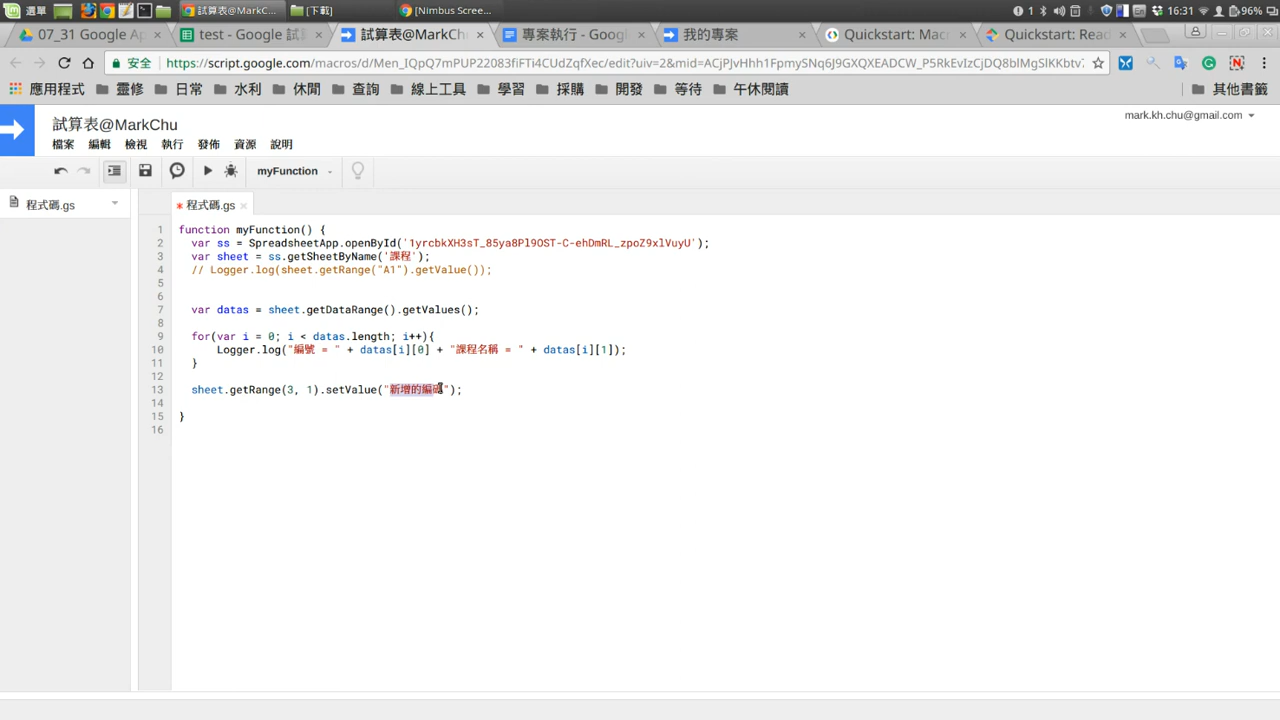 選單 試算表@MarkC... [下載] [Nimbus Scree... 1 En 16:31 96%
07_31 Google Ap test - Google 試 試算表@MarkCh 專案執行 - Goog 我的專案 Quickstart: Mac Quickstart: Rea
安全 https://script.google.com/macros/d/Men_IQpQ7mPUP22083fiFTi4CUdZqfXec/edit?uiv=2&mid=ACjPJvHhh1FpmySNq6J9GXQXEADCW_P5RkEvIzCjDQ8blMgSlKKbtv7
應用程式 靈修 日常 水利 休閒 查詢 線上工具 學習 採購 開發 等待 午休閱讀 其他書籤
試算表@MarkChu mark.kh.chu@gmail.com
檔案 編輯 檢視 執行 發佈 資源 說明
myFunction
程式碼.gs * 程式碼.gs
1 function myFunction() {
2 var ss = SpreadsheetApp.openById('1yrcbkXH3sT_85ya8Pl9OST-C-ehDmRL_zpoZ9xlVuyU');
3 var sheet = ss.getSheetByName('課程');
4 // Logger.log(sheet.getRange("A1").getValue());
5
6
7 var datas = sheet.getDataRange().getValues();
8
9 for(var i = 0; i < datas.length; i++){
10 Logger.log("編號 = " + datas[i][0] + "課程名稱 = " + datas[i][1]);
11 }
12
13 sheet.getRange(3, 1).setValue("新增的編碼");
14
15 }
16